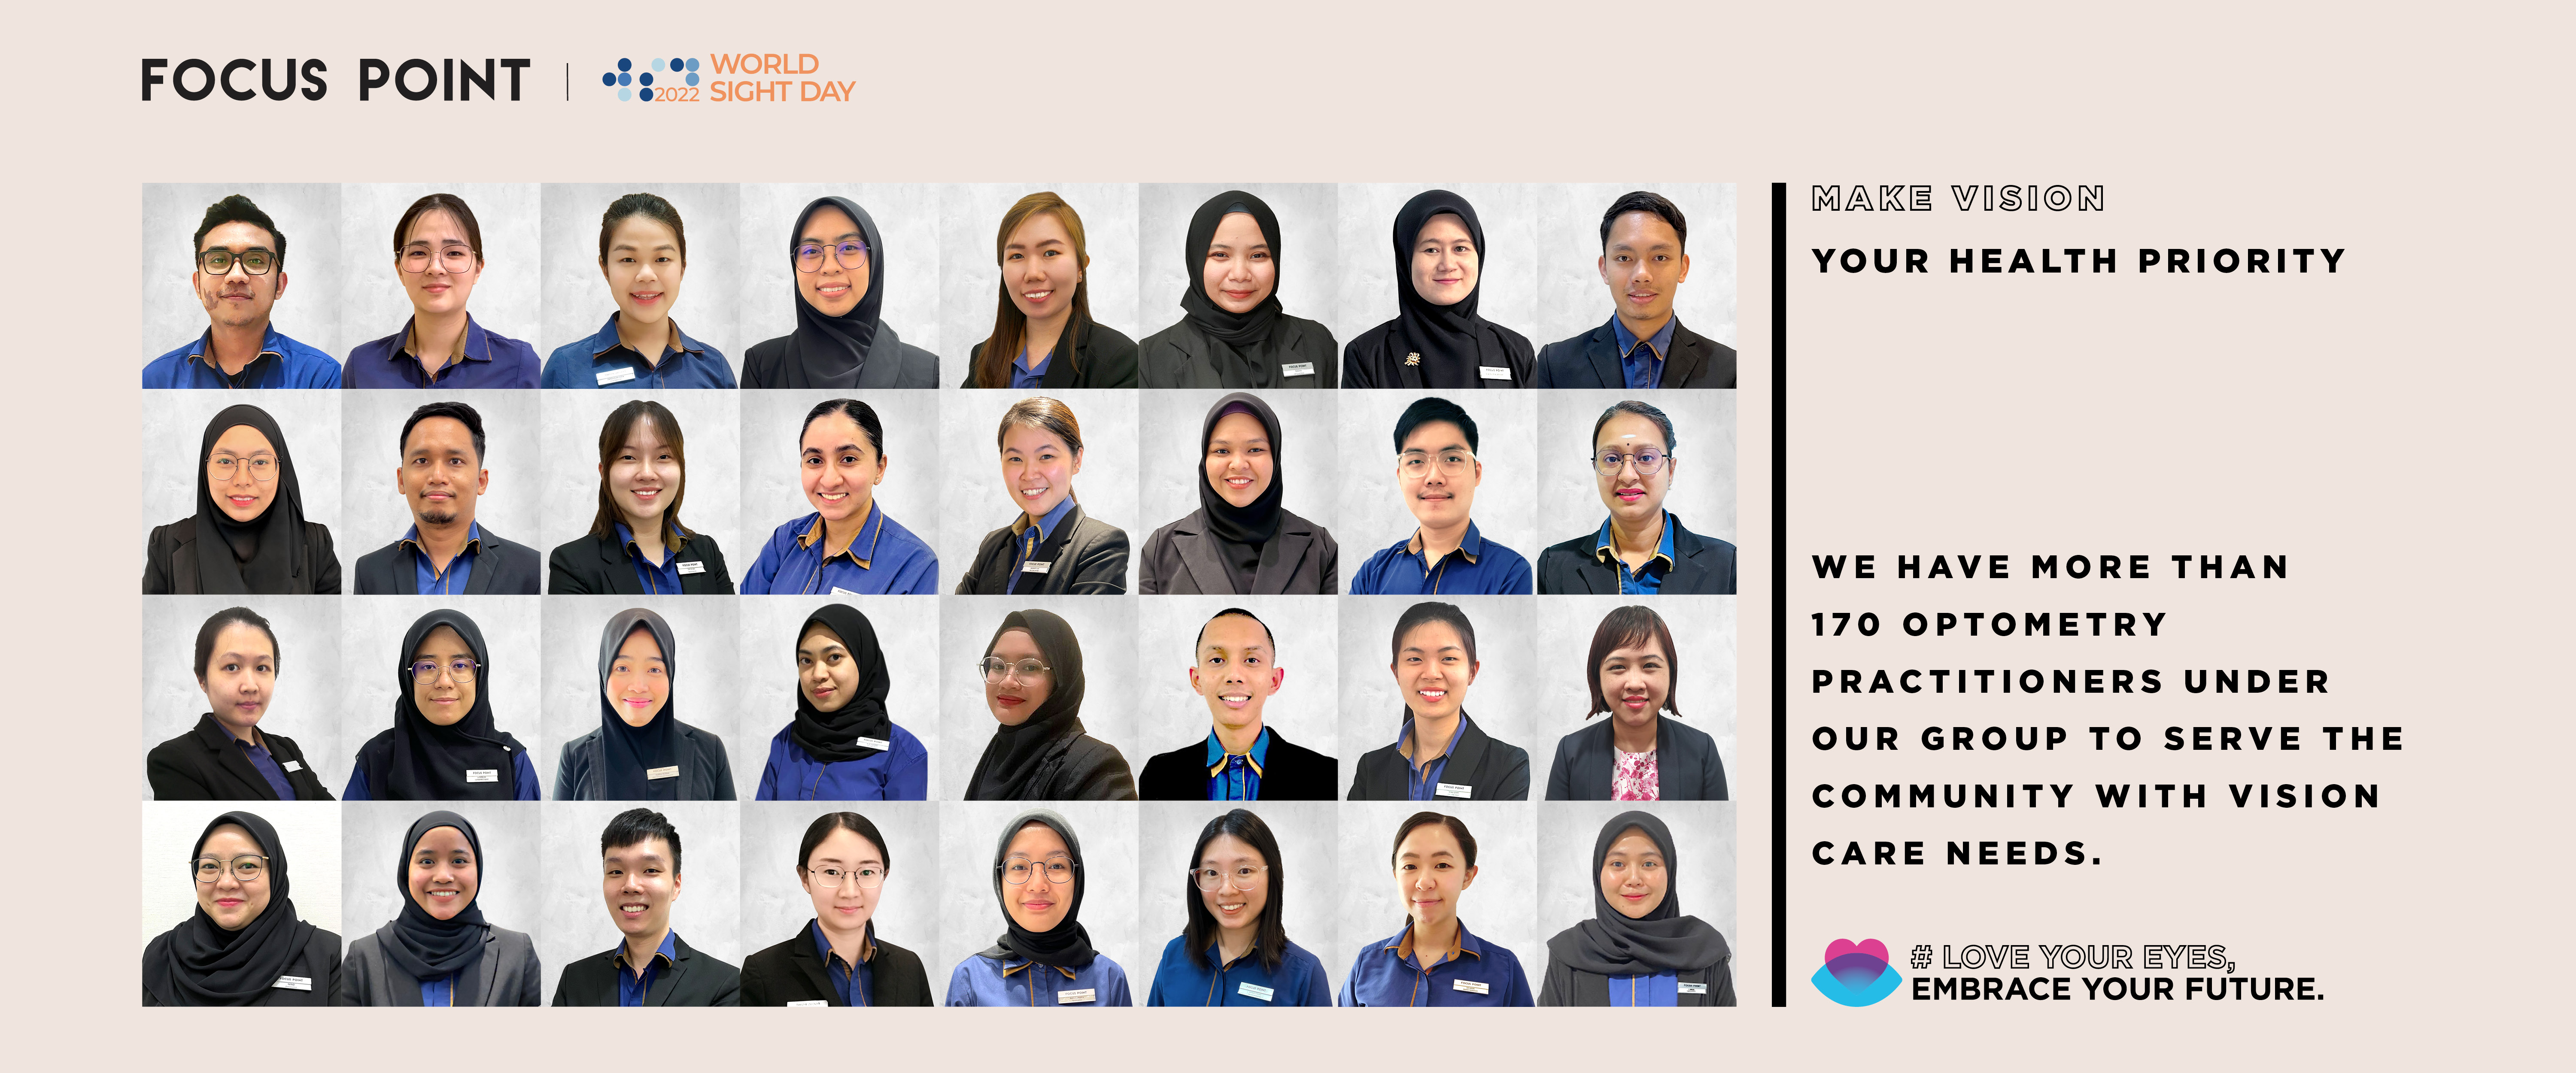 FOCUS POINT
2022
WORLD
SIGHT DAY
MAKE VISION
YOUR HEALTH PRIORITY
WE HAVE MORE THAN
170 OPTOMETRY
PRACTITIONERS UNDER
OUR GROUP TO SERVE THE
COMMUNITY WITH VISION
CARE NEEDS.
# LOVE YOUR EYES,
EMBRACE YOUR FUTURE.